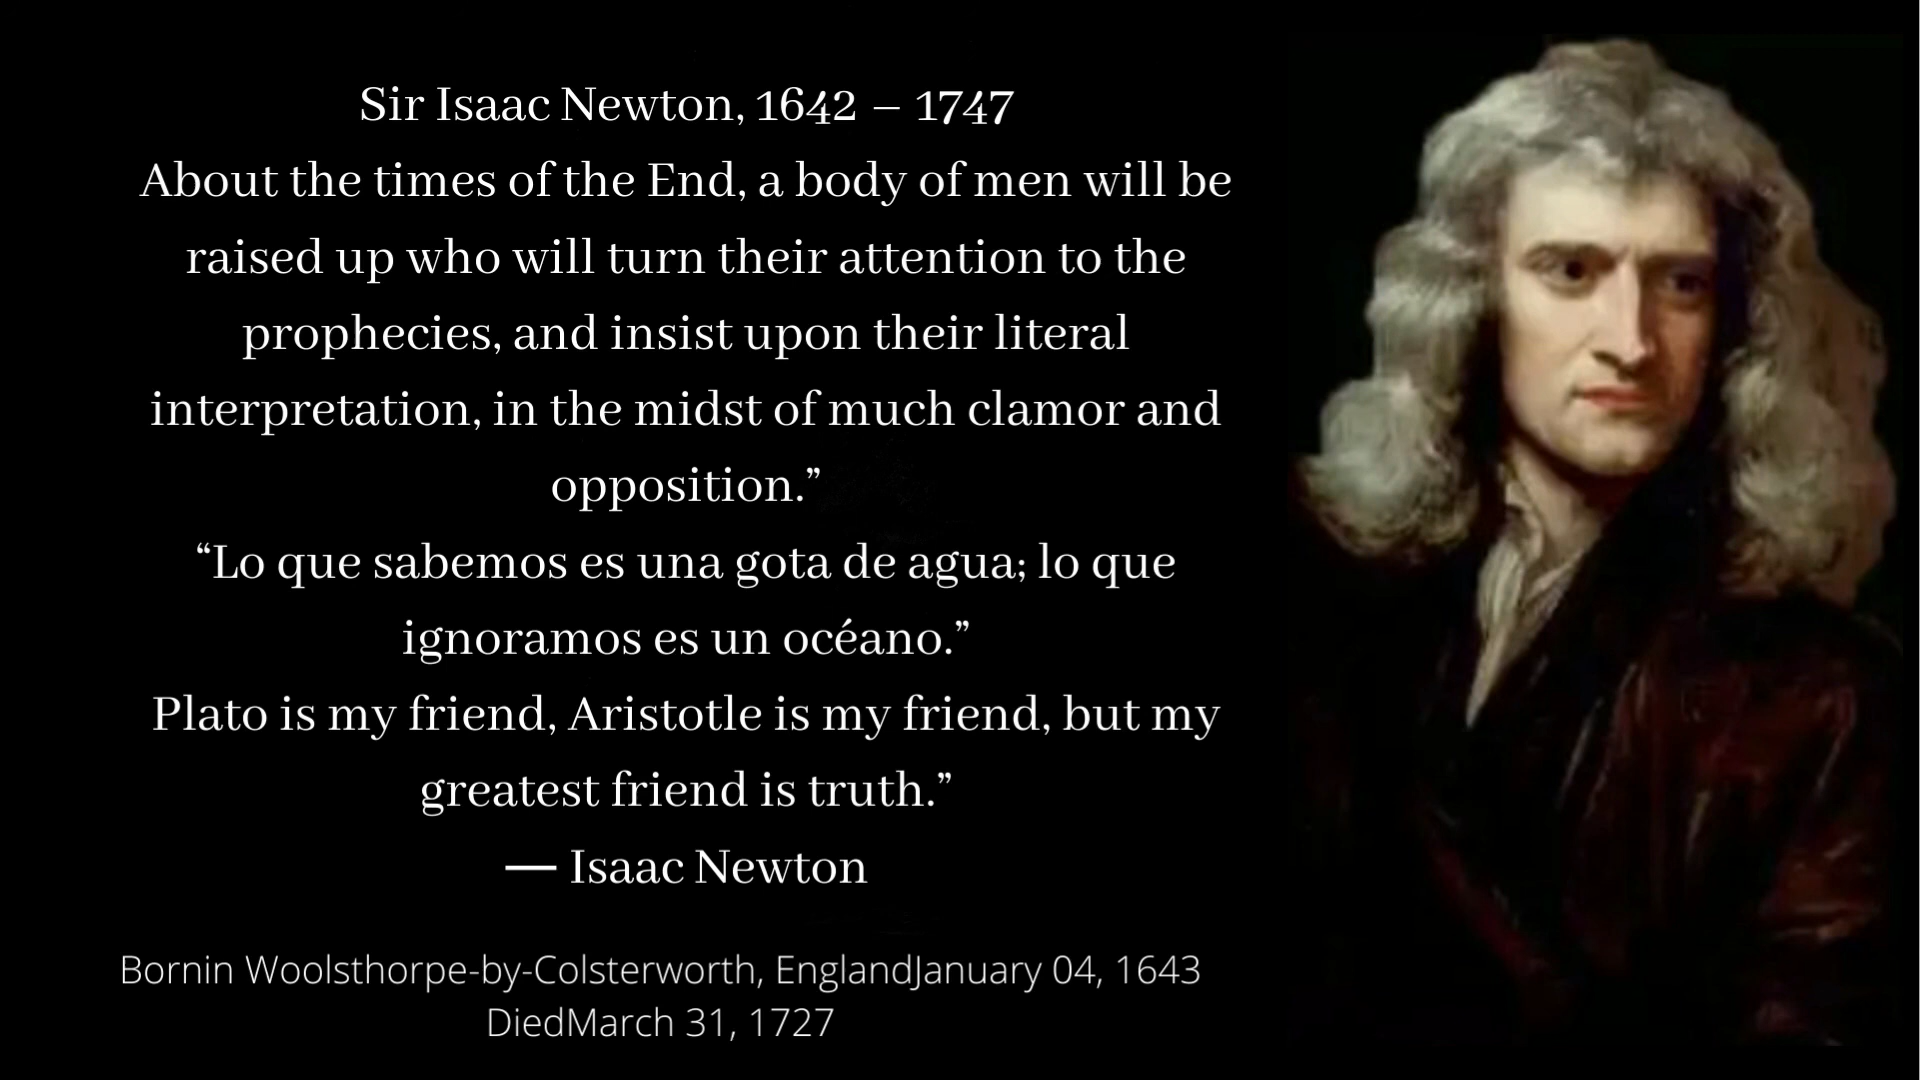 Sir Isaac Newton, 1642 – 1747
About the times of the End, a body of men will be
raised up who will turn their attention to the
prophecies, and insist upon their literal
interpretation, in the midst of much clamor and
opposition.”
“Lo que sabemos es una gota de agua; lo que
ignoramos es un océano.”
Plato is my friend, Aristotle is my friend, but my
greatest friend is truth.”
― Isaac Newton
Bornin Woolsthorpe-by-Colsterworth, EnglandJanuary 04, 1643
DiedMarch 31, 1727